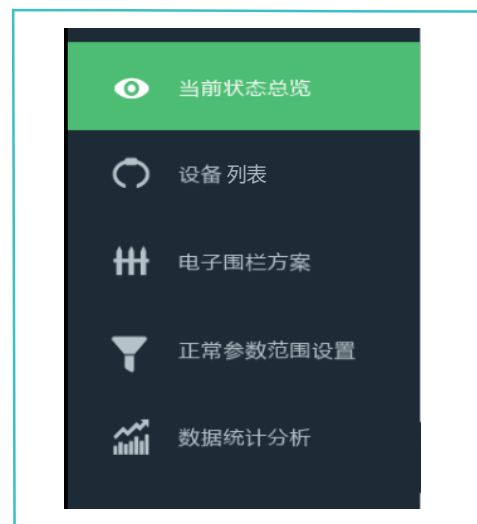 当前状态总览
设备 列表
电子围栏方案
正常参数范围设置
数据统计分析